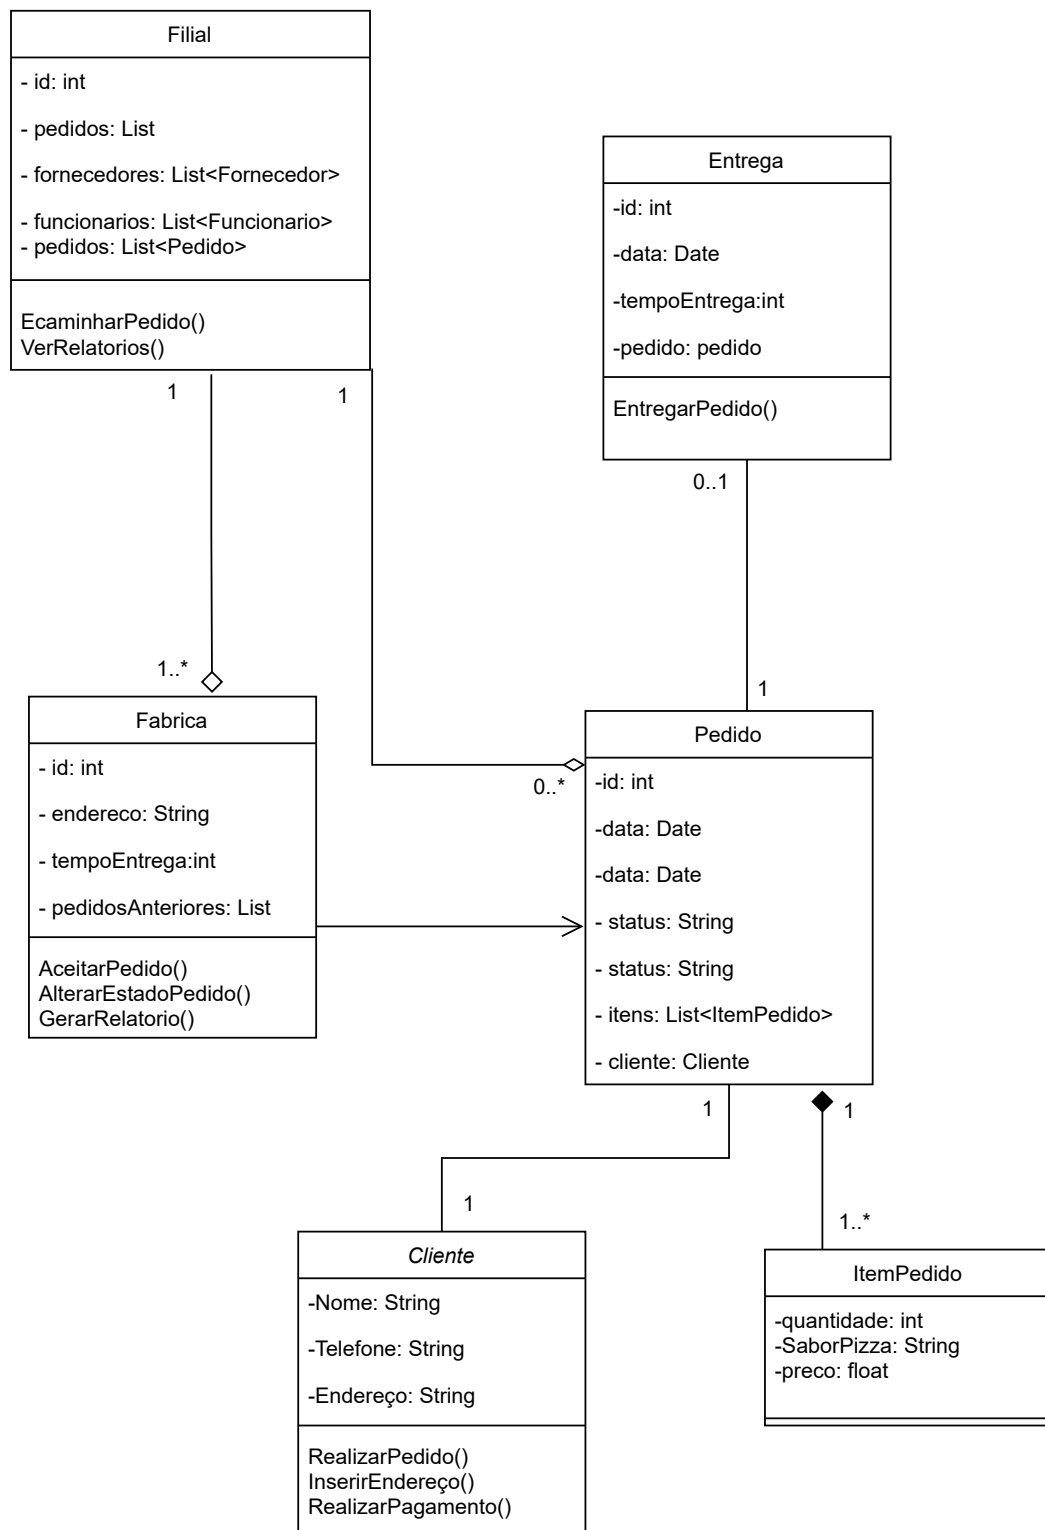 Filial
- id: int
- pedidos: List
- fornecedores: List<Fornecedor>
- funcionarios: List<Funcionario>
- pedidos: List<Pedido>
EcaminharPedido()
VerRelatorios()
1
1
Entrega
-id: int
-data: Date
-tempoEntrega:int
-pedido: pedido
EntregarPedido()
0..1
1
1..*
Fabrica
- id: int
- endereco: String
- tempoEntrega:int
- pedidosAnteriores: List
AceitarPedido()
AlterarEstadoPedido()
GerarRelatorio()
0..*
Pedido
-id: int
-data: Date
-data: Date
- status: String
- status: String
- itens: List<ItemPedido>
- cliente: Cliente
1
1
1
1..*
Cliente
-Nome: String
-Telefone: String
-Endereço: String
RealizarPedido()
InserirEndereço()
RealizarPagamento()
ItemPedido
-quantidade: int
-SaborPizza: String
-preco: float